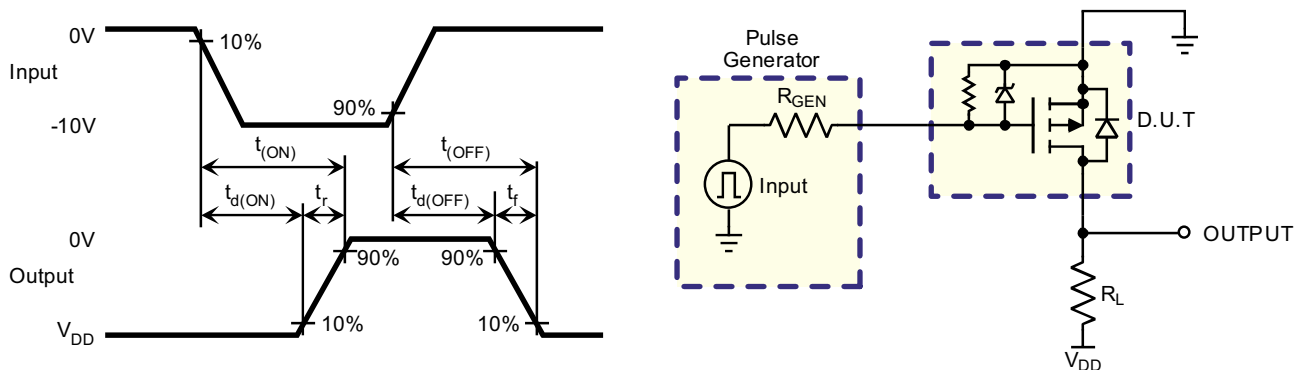 0V
10%
Input
90%
-10V
t(ON)
t(OFF)
td(ON)
tr
td(OFF)
tf
0V
Output
90%
90%
VDD
10%
10%
Pulse
Generator
RGEN
Input
D.U.T
OUTPUT
RL
VDD